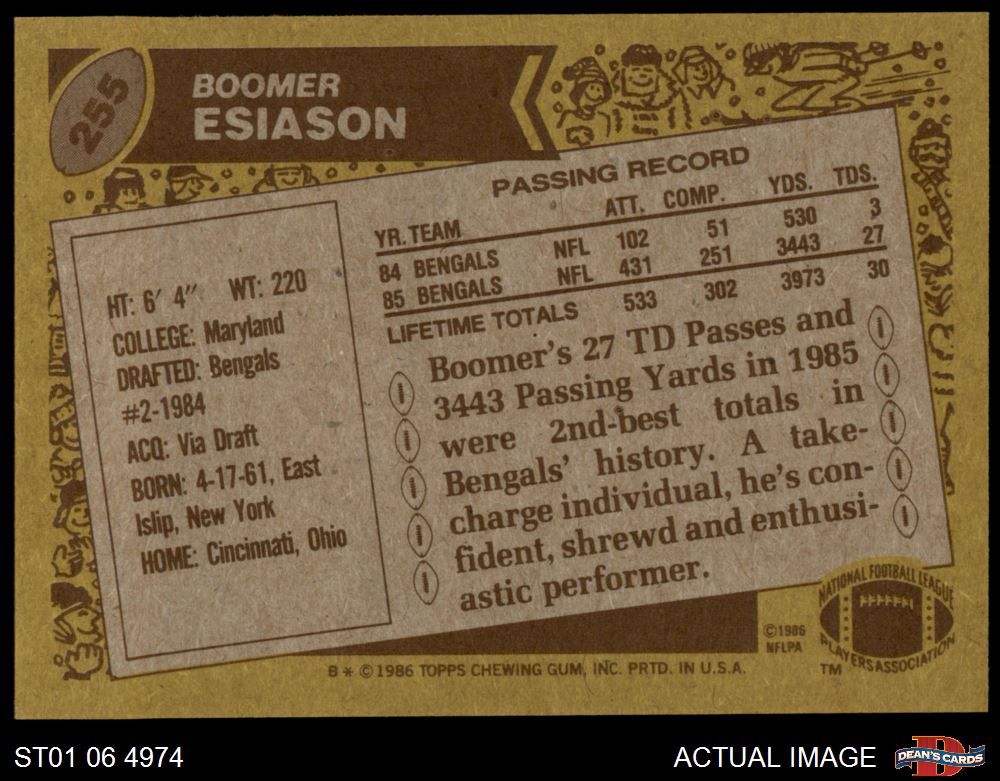 255
BOOMER
ESIASON
PASSING RECORD
YR. TEAM ATT. COMP. YDS. TDS.
84 BENGALS NFL 102 51 530 3
85 BENGALS NFL 431 251 3443 27
LIFETIME TOTALS 533 302 3973 30
HT: 6' 4" WT: 220
COLLEGE: Maryland
DRAFTED: Bengals
#2-1984
ACQ: Via Draft
BORN: 4-17-61, East
Islip, New York
HOME: Cincinnati, Ohio
Boomer's 27 TD Passes and
3443 Passing Yards in 1985
were 2nd-best totals in
Bengals' history. A take-
charge individual, he's con-
fident, shrewd and enthusi-
astic performer.
NATIONAL FOOTBALL LEAGUE
PLAYERS ASSOCIATION
TM
©1986
NFLPA
B * © 1986 TOPPS CHEWING GUM, INC. PRTD. IN U.S.A.
ST01 06 4974
ACTUAL IMAGE
D
DEAN'S CARDS